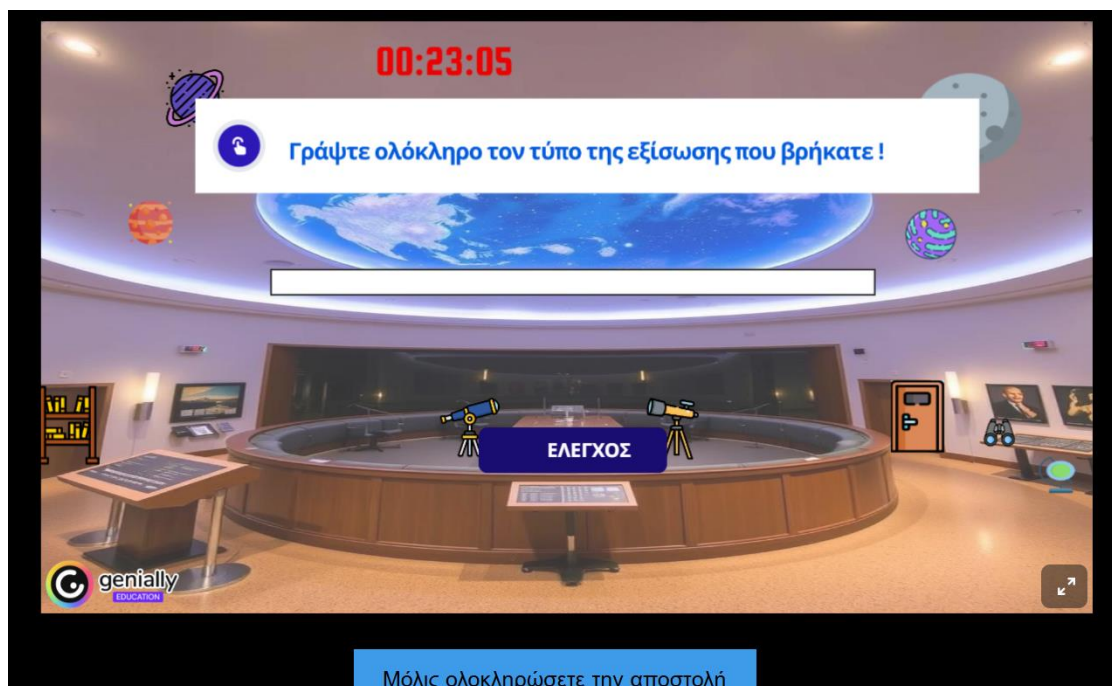 00:23:05
Γράψτε ολόκληρο τον τύπο της εξίσωσης που βρήκατε !
ΕΛΕΓΧΟΣ
genially
EDUCATION
Μόλις ολοκληρώσετε την αποστολή